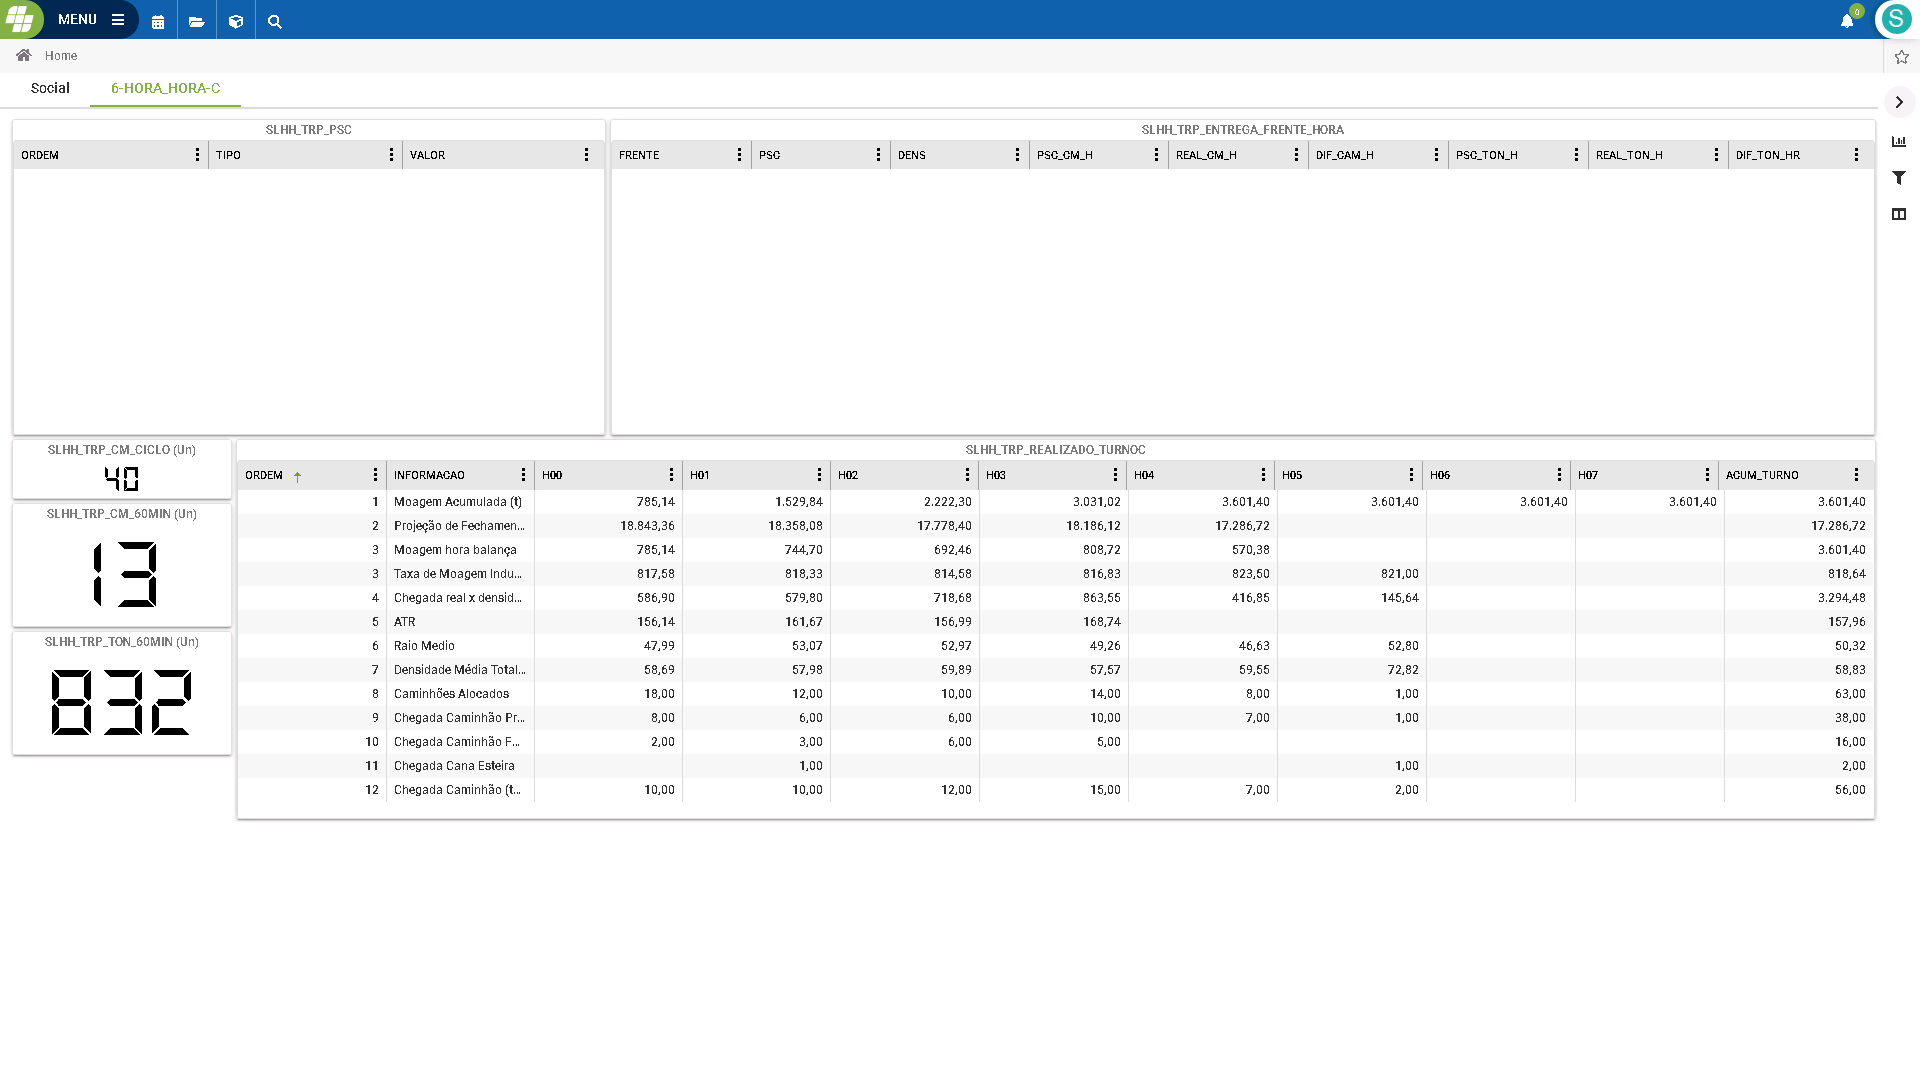 MENU
0
S
Home
Social
6-HORA_HORA-C
SLHH_TRP_PSC
ORDEM TIPO VALOR
SLHH_TRP_ENTREGA_FRENTE_HORA
FRENTE PSC DENS PSC_CM_H REAL_CM_H DIF_CAM_H PSC_TON_H REAL_TON_H DIF_TON_HR
SLHH_TRP_CM_CICLO (Un)
40
SLHH_TRP_CM_60MIN (Un)
13
SLHH_TRP_TON_60MIN (Un)
832
SLHH_TRP_REALIZADO_TURNOC
ORDEM INFORMACAO H00 H01 H02 H03 H04 H05 H06 H07 ACUM_TURNO
1 Moagem Acumulada (t) 785,14 1.529,84 2.222,30 3.031,02 3.601,40 3.601,40 3.601,40 3.601,40 3.601,40
2 Projeção de Fechamen... 18.843,36 18.358,08 17.778,40 18.186,12 17.286,72 17.286,72
3 Moagem hora balança 785,14 744,70 692,46 808,72 570,38 3.601,40
3 Taxa de Moagem Indu... 817,58 818,33 814,58 816,83 823,50 821,00 818,64
4 Chegada real x densid... 586,90 579,80 718,68 863,55 416,85 145,64 3.294,48
5 ATR 156,14 161,67 156,99 168,74 157,96
6 Raio Medio 47,99 53,07 52,97 49,26 46,63 52,80 50,32
7 Densidade Média Total... 58,69 57,98 59,89 57,57 59,55 72,82 58,83
8 Caminhões Alocados 18,00 12,00 10,00 14,00 8,00 1,00 63,00
9 Chegada Caminhão Pr... 8,00 6,00 6,00 10,00 7,00 1,00 38,00
10 Chegada Caminhão F... 2,00 3,00 6,00 5,00 16,00
11 Chegada Cana Esteira 1,00 1,00 2,00
12 Chegada Caminhão (t... 10,00 10,00 12,00 15,00 7,00 2,00 56,00